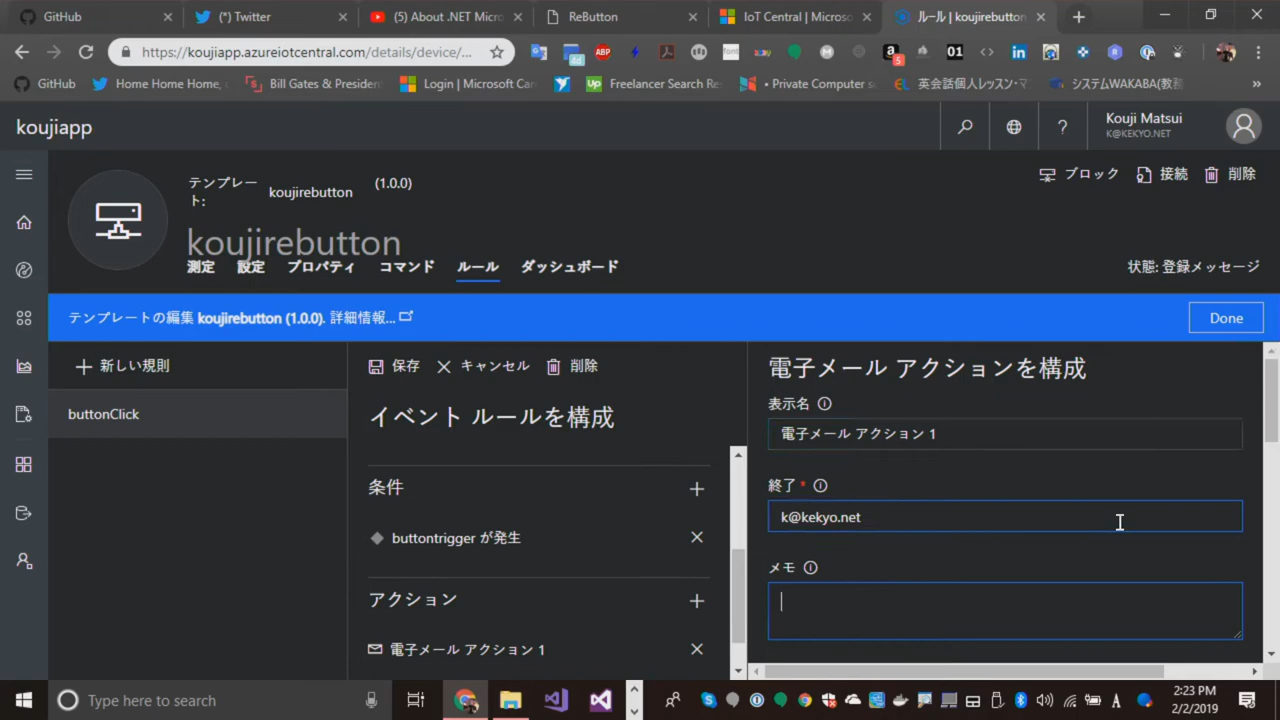 GitHub
(*) Twitter
(5) About .NET Micro
ReButton
IoT Central | Microsoft
ルール | koujirebutton
https://koujiapp.azureiotcentral.com/details/device/...
GitHub
Home Home Home,
Bill Gates & President
Login | Microsoft Car
Freelancer Search Re
• Private Computer s
英会話個人レッスン・マ
システムWAKABA(教務
koujiapp
Kouji Matsui
K@KEKYO.NET
テンプレー
ト:
koujirebutton
(1.0.0)
ブロック
接続
削除
koujirebutton
測定
設定
プロパティ
コマンド
ルール
ダッシュボード
状態: 登録メッセージ
テンプレートの編集 koujirebutton (1.0.0). 詳細情報...
Done
新しい規則
保存
キャンセル
削除
電子メール アクションを構成
buttonClick
イベント ルールを構成
表示名
電子メール アクション 1
条件
終了 *
k@kekyo.net
buttontrigger が発生
メモ
アクション
電子メール アクション 1
Type here to search
2:23 PM
2/2/2019